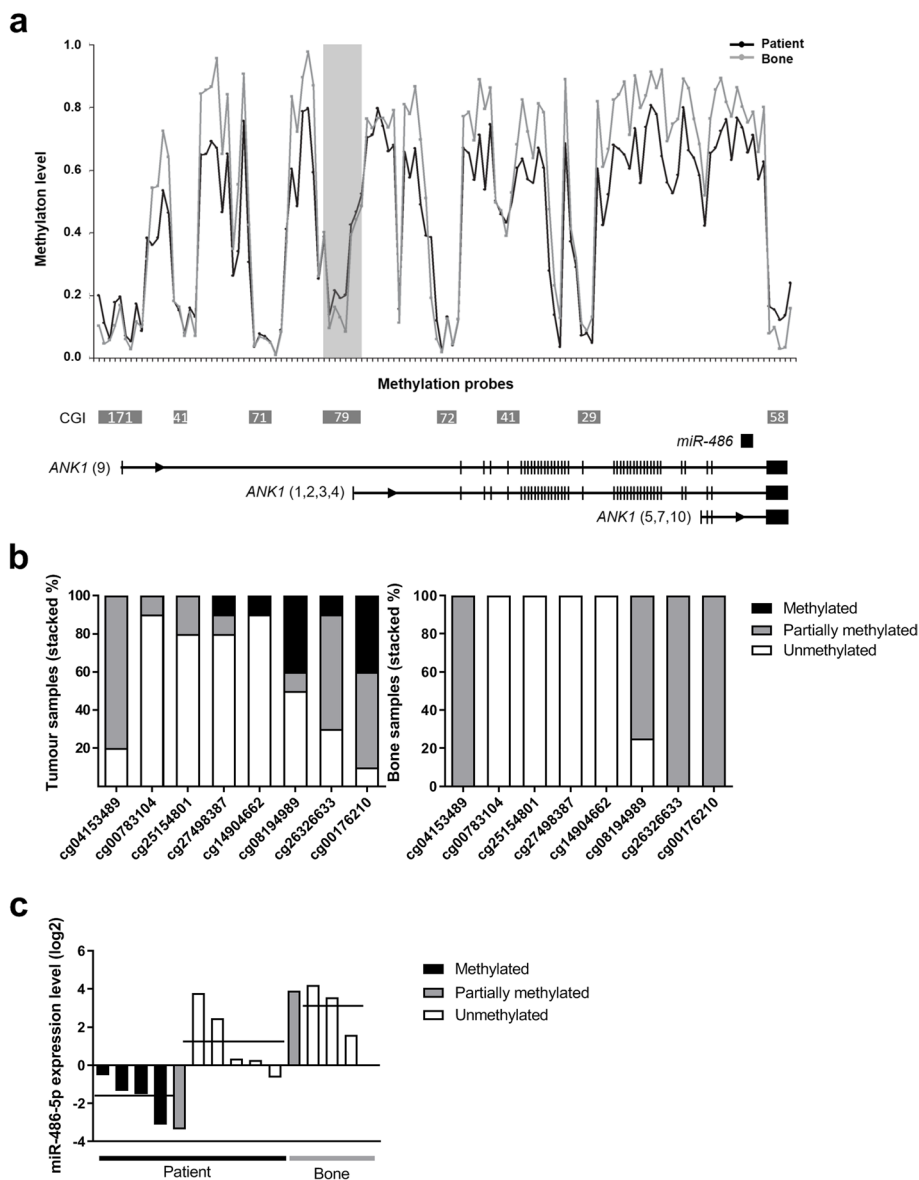 a
Patient
Bone
Methylaton level
1.0
0.8
0.6
0.4
0.2
0.0
Methylation probes
CGI 171 41 71 79 72 41 29 58
miR-486
ANK1 (9)
ANK1 (1,2,3,4)
ANK1 (5,7,10)
b
Tumour samples (stacked %)
100
80
60
40
20
cg04153489 cg00783104 cg25154801 cg27498387 cg14904662 cg08194989 cg26326633 cg00176210
Bone samples (stacked %)
100
80
60
40
20
0
cg04153489 cg00783104 cg25154801 cg27498387 cg14904662 cg08194989 cg26326633 cg00176210
Methylated
Partially methylated
Unmethylated
c
miR-486-5p expression level (log2)
6
4
2
0
-2
-4
Patient Bone
Methylated
Partially methylated
Unmethylated